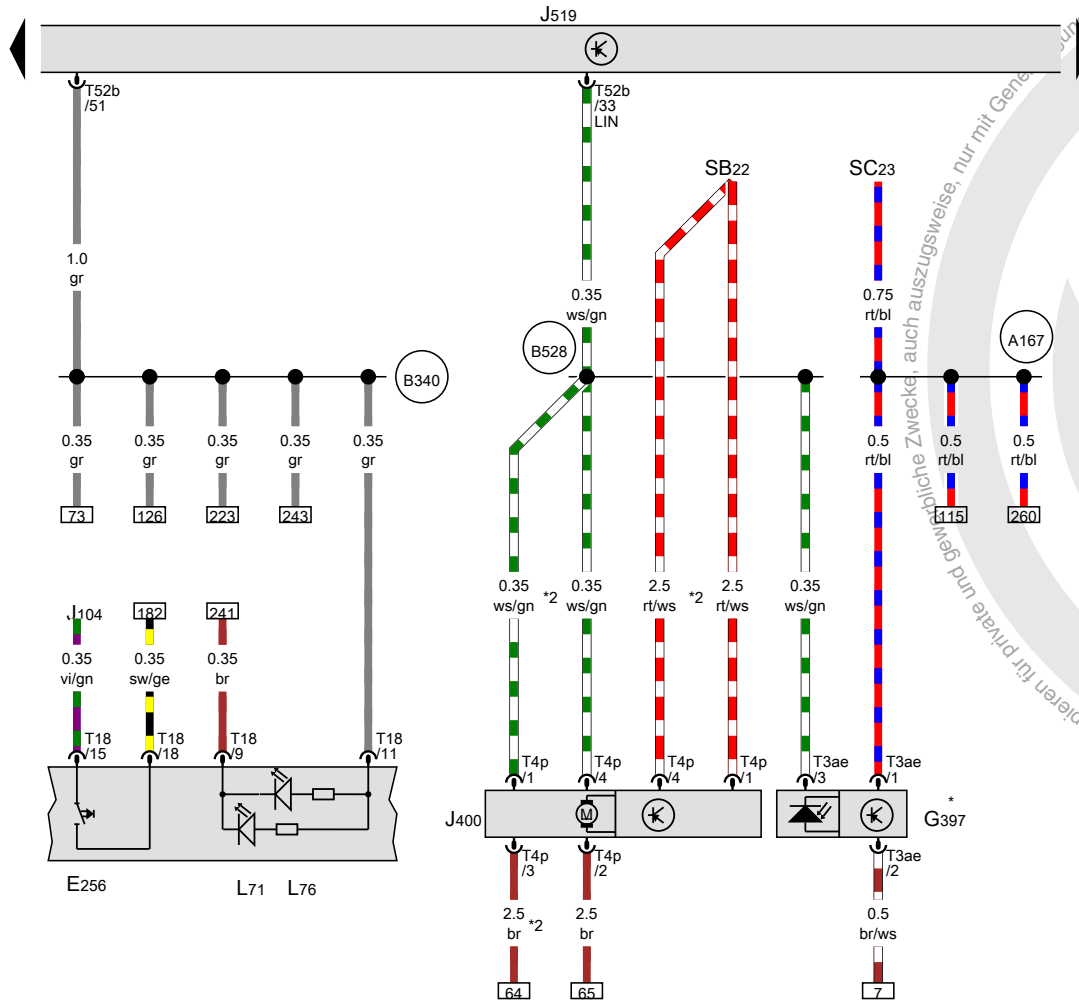 J519
T52b
/51
T52b
/33
LIN
SB22
SC23
1.0
gr
0.35
ws/gn
0.75
rt/bl
B340
B528
A167
0.35
gr
0.35
gr
0.35
gr
0.35
gr
0.35
gr
0.5
rt/bl
0.5
rt/bl
0.5
rt/bl
73
126
223
243
115
260
0.35
ws/gn
*2
0.35
ws/gn
2.5
rt/ws
*2
2.5
rt/ws
0.35
ws/gn
J104
182
241
0.35
vi/gn
0.35
sw/ge
0.35
br
T18
/15
T18
/18
T18
/9
T18
/11
T4p
/1
T4p
/4
T4p
/4
T4p
/1
T3ae
/3
T3ae
/1
J400
M
G397
*
E256
L71
L76
T4p
/3
T4p
/2
T3ae
/2
2.5
br
*2
2.5
br
0.5
br/ws
64
65
7
pieren für private und gewerbliche Zwecke, auch auszugsweise, nur mit